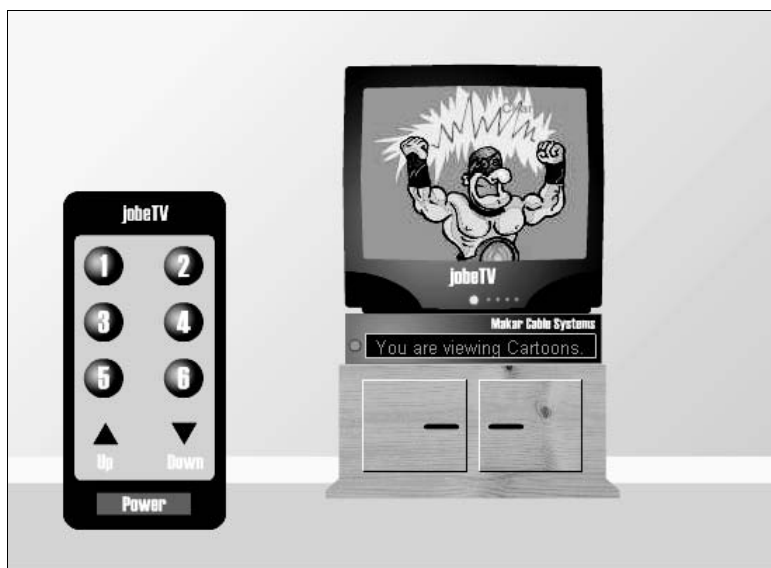 jobeTV
1 2
3 4
5 6
Up Down
Power
jobeTV
Makar Cable Systems
You are viewing Cartoons.